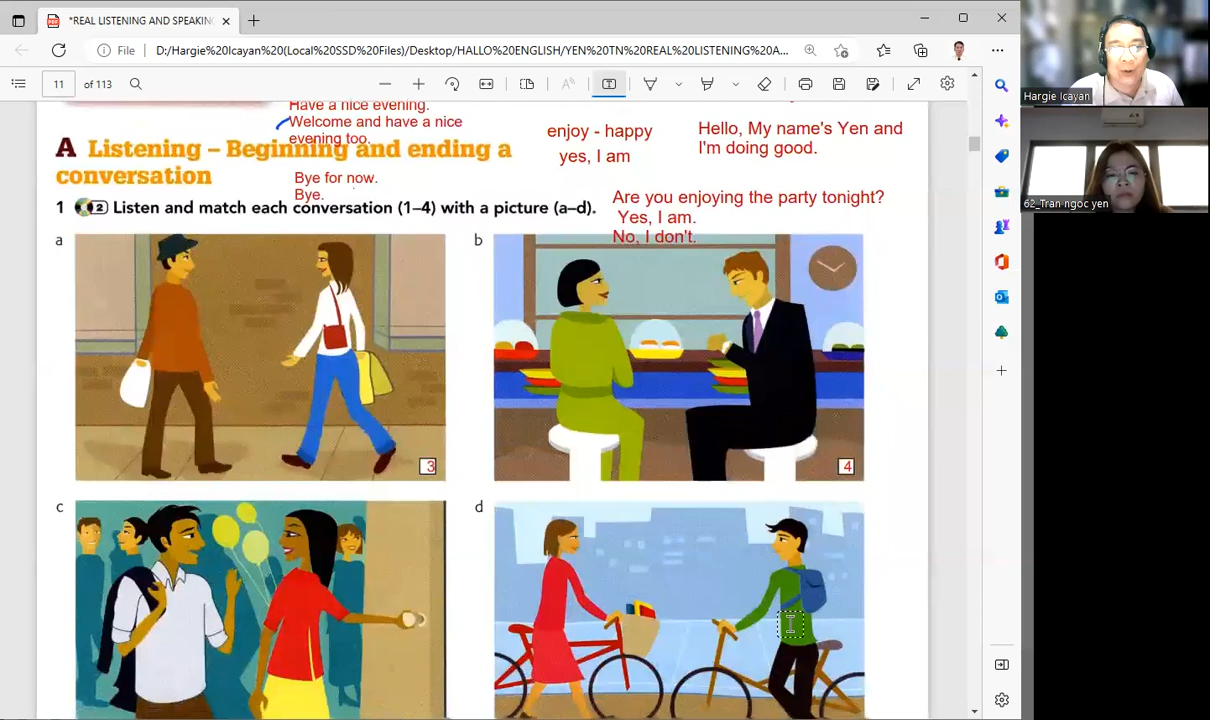 *REAL LISTENING AND SPEAKIN
File
D:/Hargie%20Icayan%20(Local%20SSD%20Files)/Desktop/HALLO%20ENGLISH/YEN%20TN%20REAL%20LISTENING%20A...
11 of 113
Have a nice evening.
Welcome and have a nice
evening too.
enjoy - happy
yes, I am
Hello, My name's Yen and
I'm doing good.
A Listening – Beginning and ending a
conversation
Bye for now.
Bye.
Are you enjoying the party tonight?
Yes, I am.
No, I don't.
1 2 Listen and match each conversation (1–4) with a picture (a–d).
a
b
3
4
c
d
Hargie Icayan
62_Tran ngoc yen